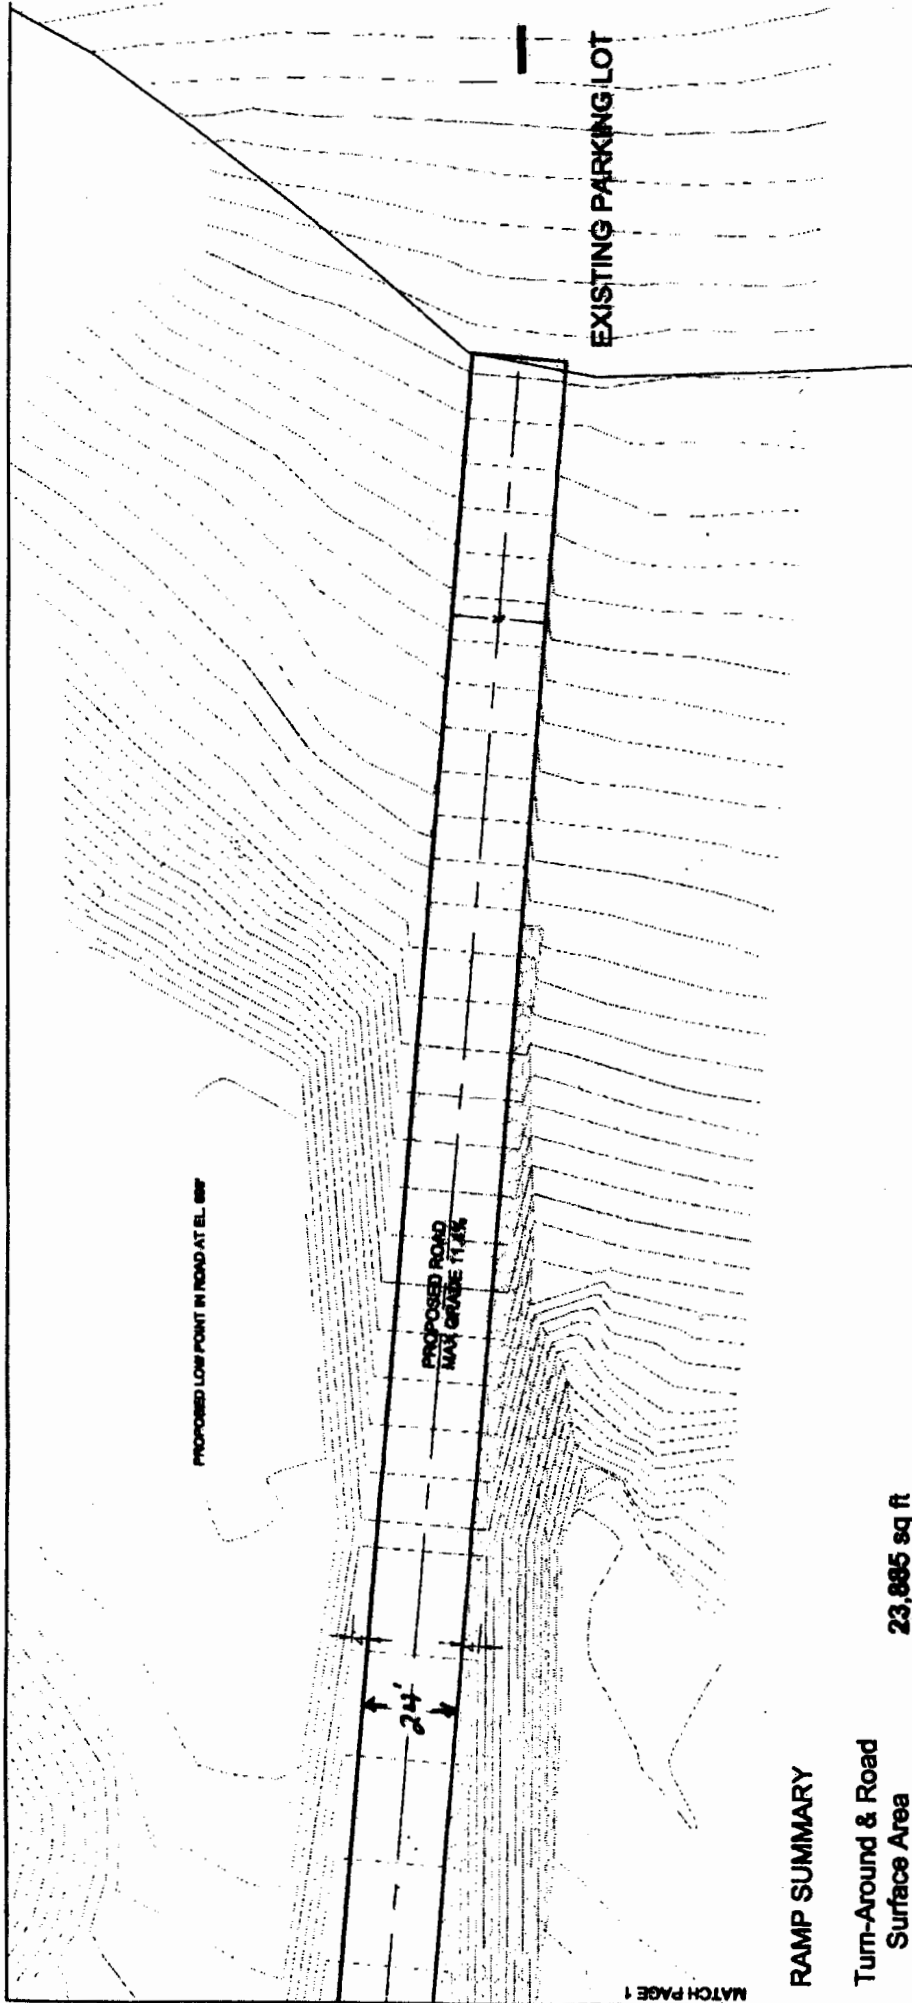 EXISTING PARKING LOT
PROPOSED LOW POINT IN ROAD AT EL.
PROPOSED ROAD
MAX GRADE 11.4%
24'
MATCH PAGE 1
RAMP SUMMARY
Turn-Around & Road
Surface Area 23,885 sq ft